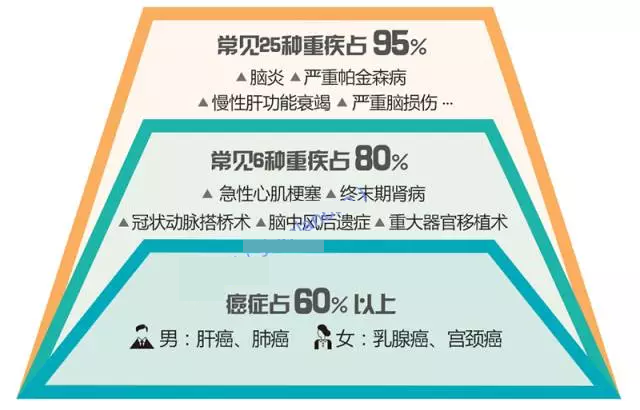 常见25种重疾占95%
▲脑炎 ▲严重帕金森病
▲慢性肝功能衰竭 ▲严重脑损伤 …
常见6种重疾占80%
▲急性心肌梗塞 ▲终末期肾病
▲冠状动脉搭桥术 ▲脑中风后遗症 ▲重大器官移植术
癌症占60%以上
男：肝癌、肺癌 女：乳腺癌、宫颈癌